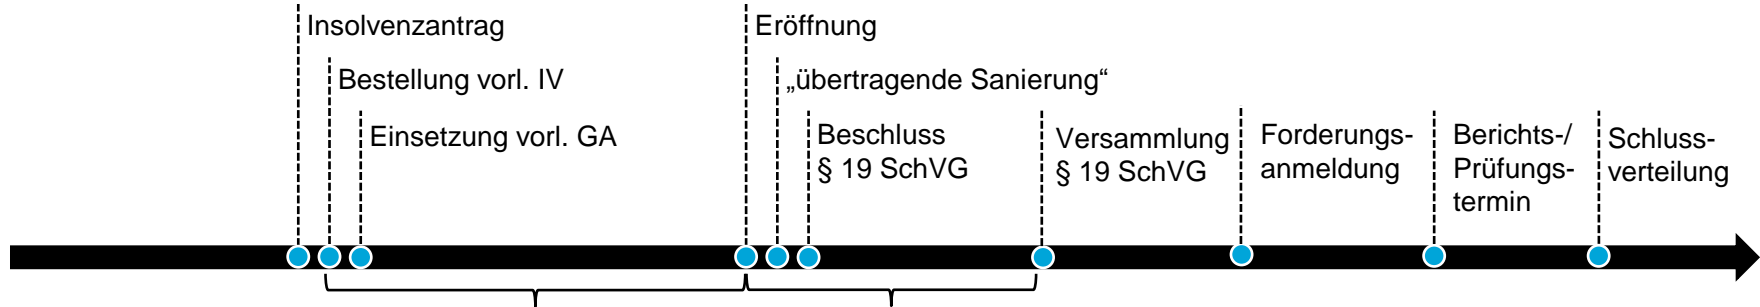 Insolvenzantrag
Bestellung vorl. IV
Einsetzung vorl. GA
Eröffnung
„übertragende Sanierung“
Beschluss
§ 19 SchVG
Versammlung
§ 19 SchVG
Forderungs-
anmeldung
Berichts-/
Prüfungs-
termin
Schluss-
verteilung